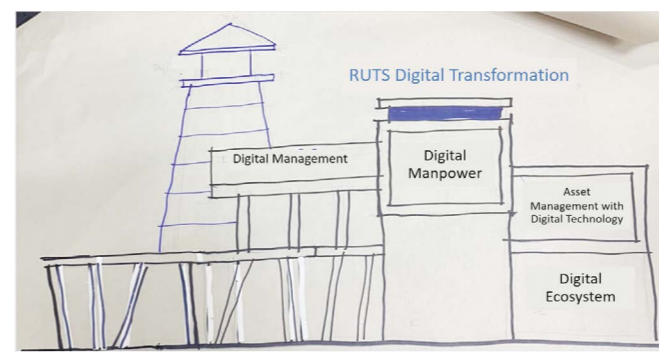 RUTS Digital Transformation
Digital Management
Digital
Manpower
Asset
Management with
Digital Technology
Digital
Ecosystem